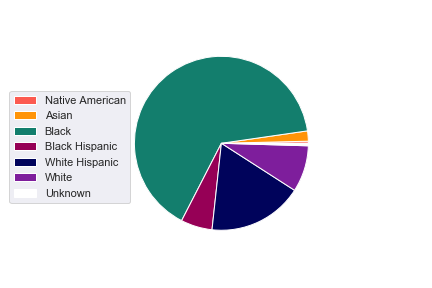 Native American
Asian
Black
Black Hispanic
White Hispanic
White
Unknown